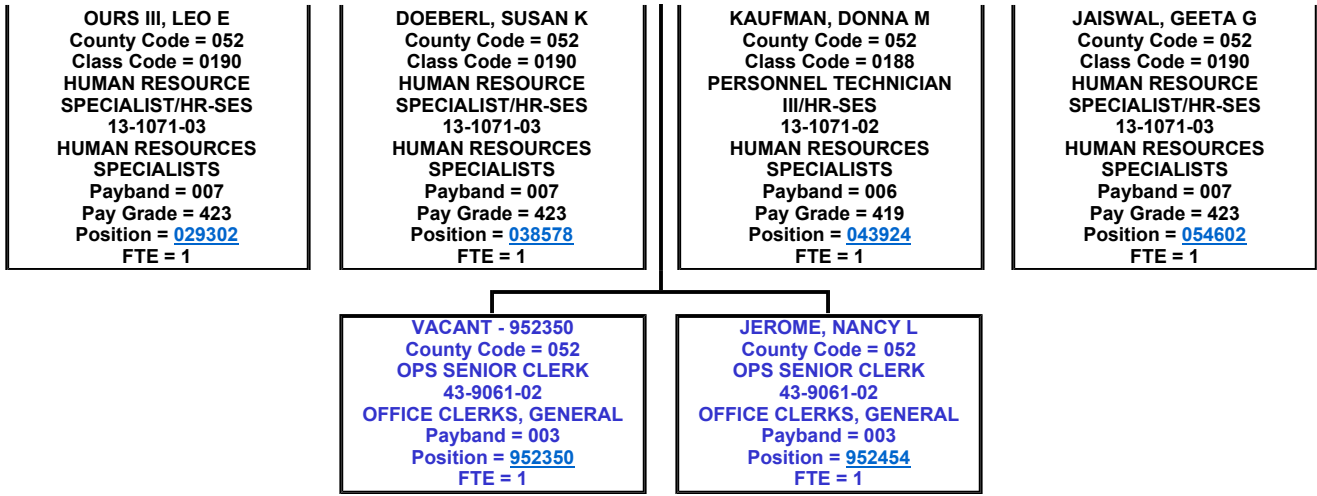 OURS III, LEO E
County Code = 052
Class Code = 0190
HUMAN RESOURCE
SPECIALIST/HR-SES
13-1071-03
HUMAN RESOURCES
SPECIALISTS
Payband = 007
Pay Grade = 423
Position = 029302
FTE = 1
DOEBERL, SUSAN K
County Code = 052
Class Code = 0190
HUMAN RESOURCE
SPECIALIST/HR-SES
13-1071-03
HUMAN RESOURCES
SPECIALISTS
Payband = 007
Pay Grade = 423
Position = 038578
FTE = 1
KAUFMAN, DONNA M
County Code = 052
Class Code = 0188
PERSONNEL TECHNICIAN
III/HR-SES
13-1071-02
HUMAN RESOURCES
SPECIALISTS
Payband = 006
Pay Grade = 419
Position = 043924
FTE = 1
JAISWAL, GEETA G
County Code = 052
Class Code = 0190
HUMAN RESOURCE
SPECIALIST/HR-SES
13-1071-03
HUMAN RESOURCES
SPECIALISTS
Payband = 007
Pay Grade = 423
Position = 054602
FTE = 1
VACANT - 952350
County Code = 052
OPS SENIOR CLERK
43-9061-02
OFFICE CLERKS, GENERAL
Payband = 003
Position = 952350
FTE = 1
JEROME, NANCY L
County Code = 052
OPS SENIOR CLERK
43-9061-02
OFFICE CLERKS, GENERAL
Payband = 003
Position = 952454
FTE = 1